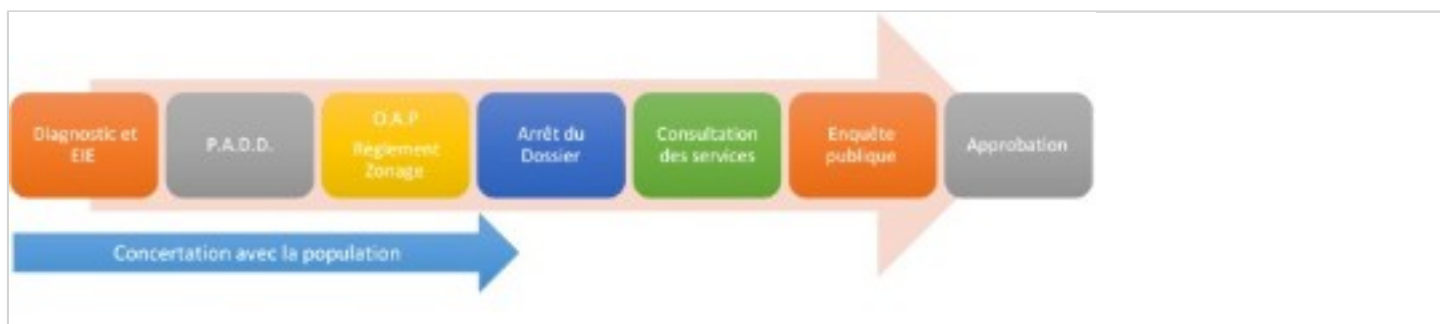 Diagnostic et
EIE
P.A.D.D.
O.A.P
Règlement
Zonage
Arrêt du
Dossier
Consultation
des services
Enquête
publique
Approbation
Concertation avec la population